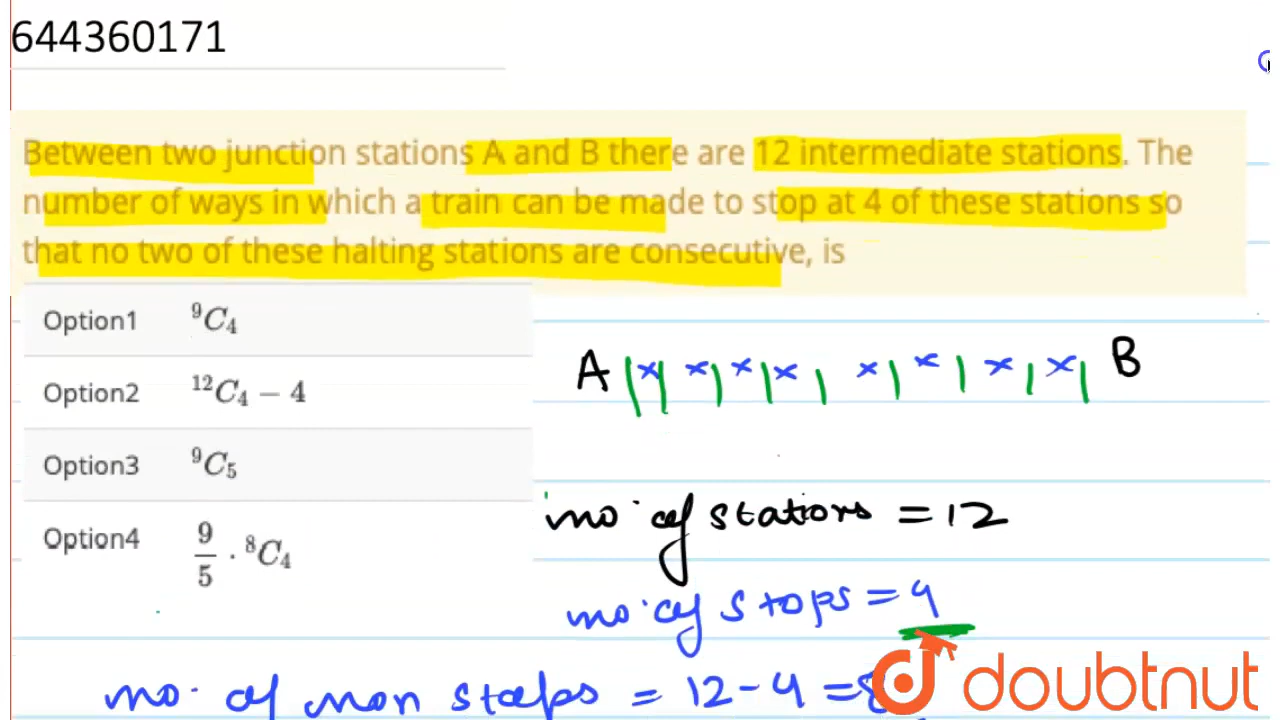 644360171
Between two junction stations A and B there are 12 intermediate stations. The
number of ways in which a train can be made to stop at 4 of these stations so
that no two of these halting stations are consecutive, is
Option1 ⁹C₄
Option2 ¹²C₄ − 4
Option3 ⁹C₅
Option4 9/5 · ⁸C₄
A |×|×|×|×|×|×|×|×| B
no. of stations = 12
no. of stops = 4
no. of non stops = 12 - 4 = 8
doubtnut